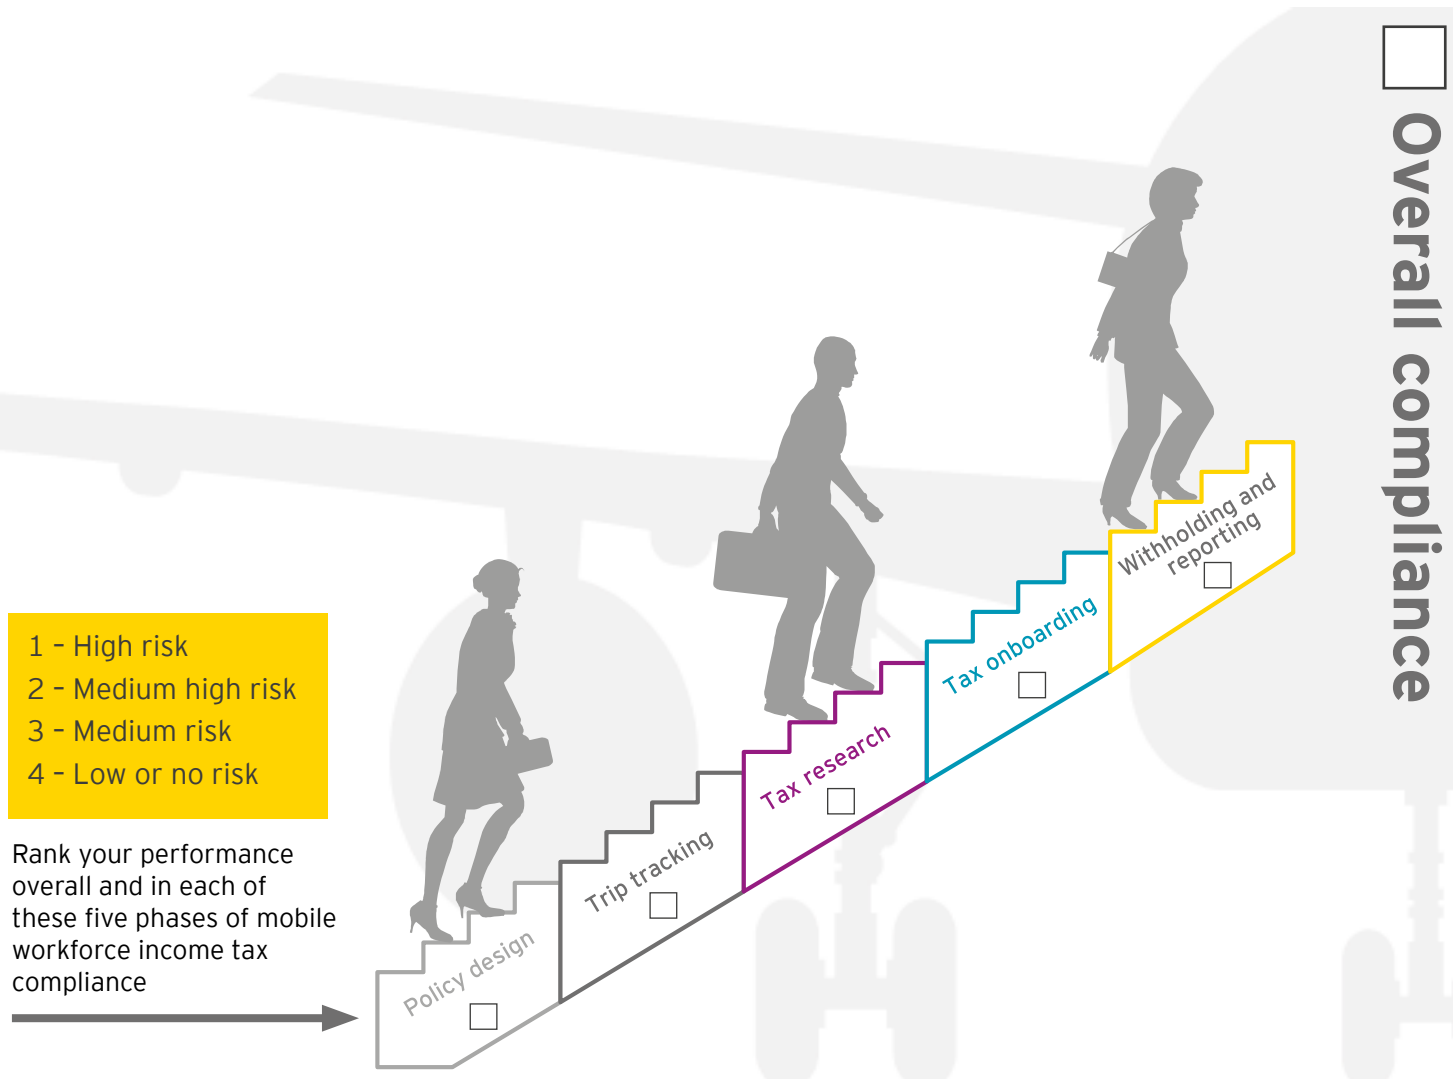 Overall compliance
1 – High risk
2 – Medium high risk
3 – Medium risk
4 – Low or no risk
Rank your performance
overall and in each of
these five phases of mobile
workforce income tax
compliance
Policy design
Trip tracking
Tax research
Tax onboarding
Withholding and
reporting